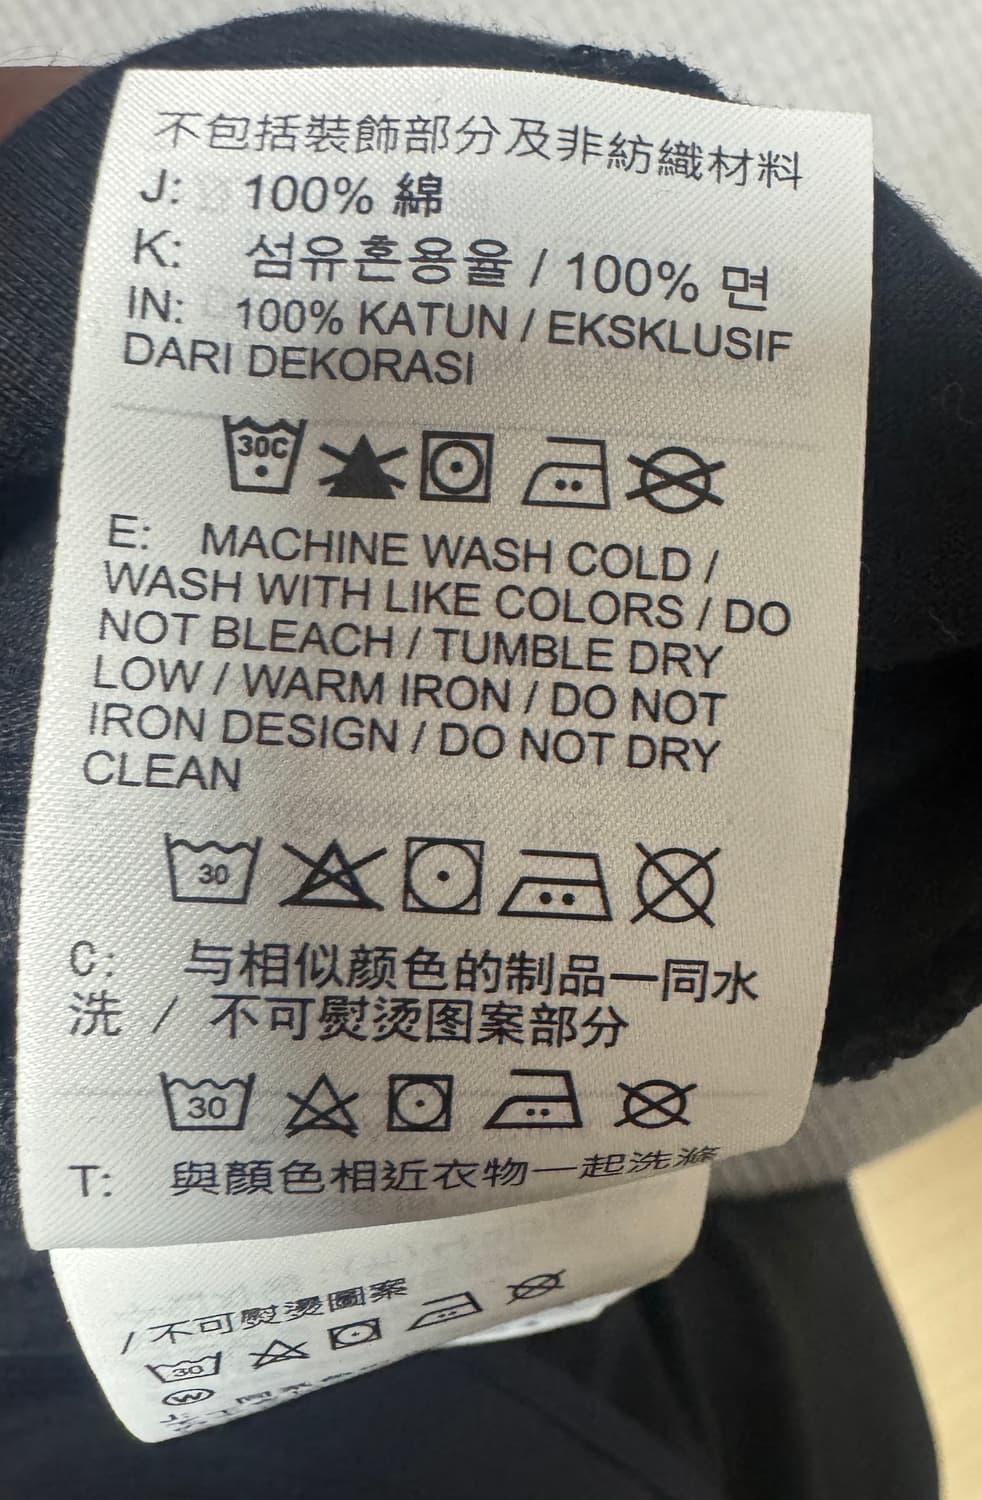 不包括裝飾部分及非紡織材料
J: 100% 綿
K: 섬유혼용율 / 100% 면
IN: 100% KATUN / EKSKLUSIF
DARI DEKORASI
30C
E: MACHINE WASH COLD /
WASH WITH LIKE COLORS / DO
NOT BLEACH / TUMBLE DRY
LOW / WARM IRON / DO NOT
IRON DESIGN / DO NOT DRY
CLEAN
30
C: 与相似颜色的制品一同水
洗 / 不可熨烫图案部分
30
T: 與顏色相近衣物一起洗滌
/ 不可熨燙圖案
30
W